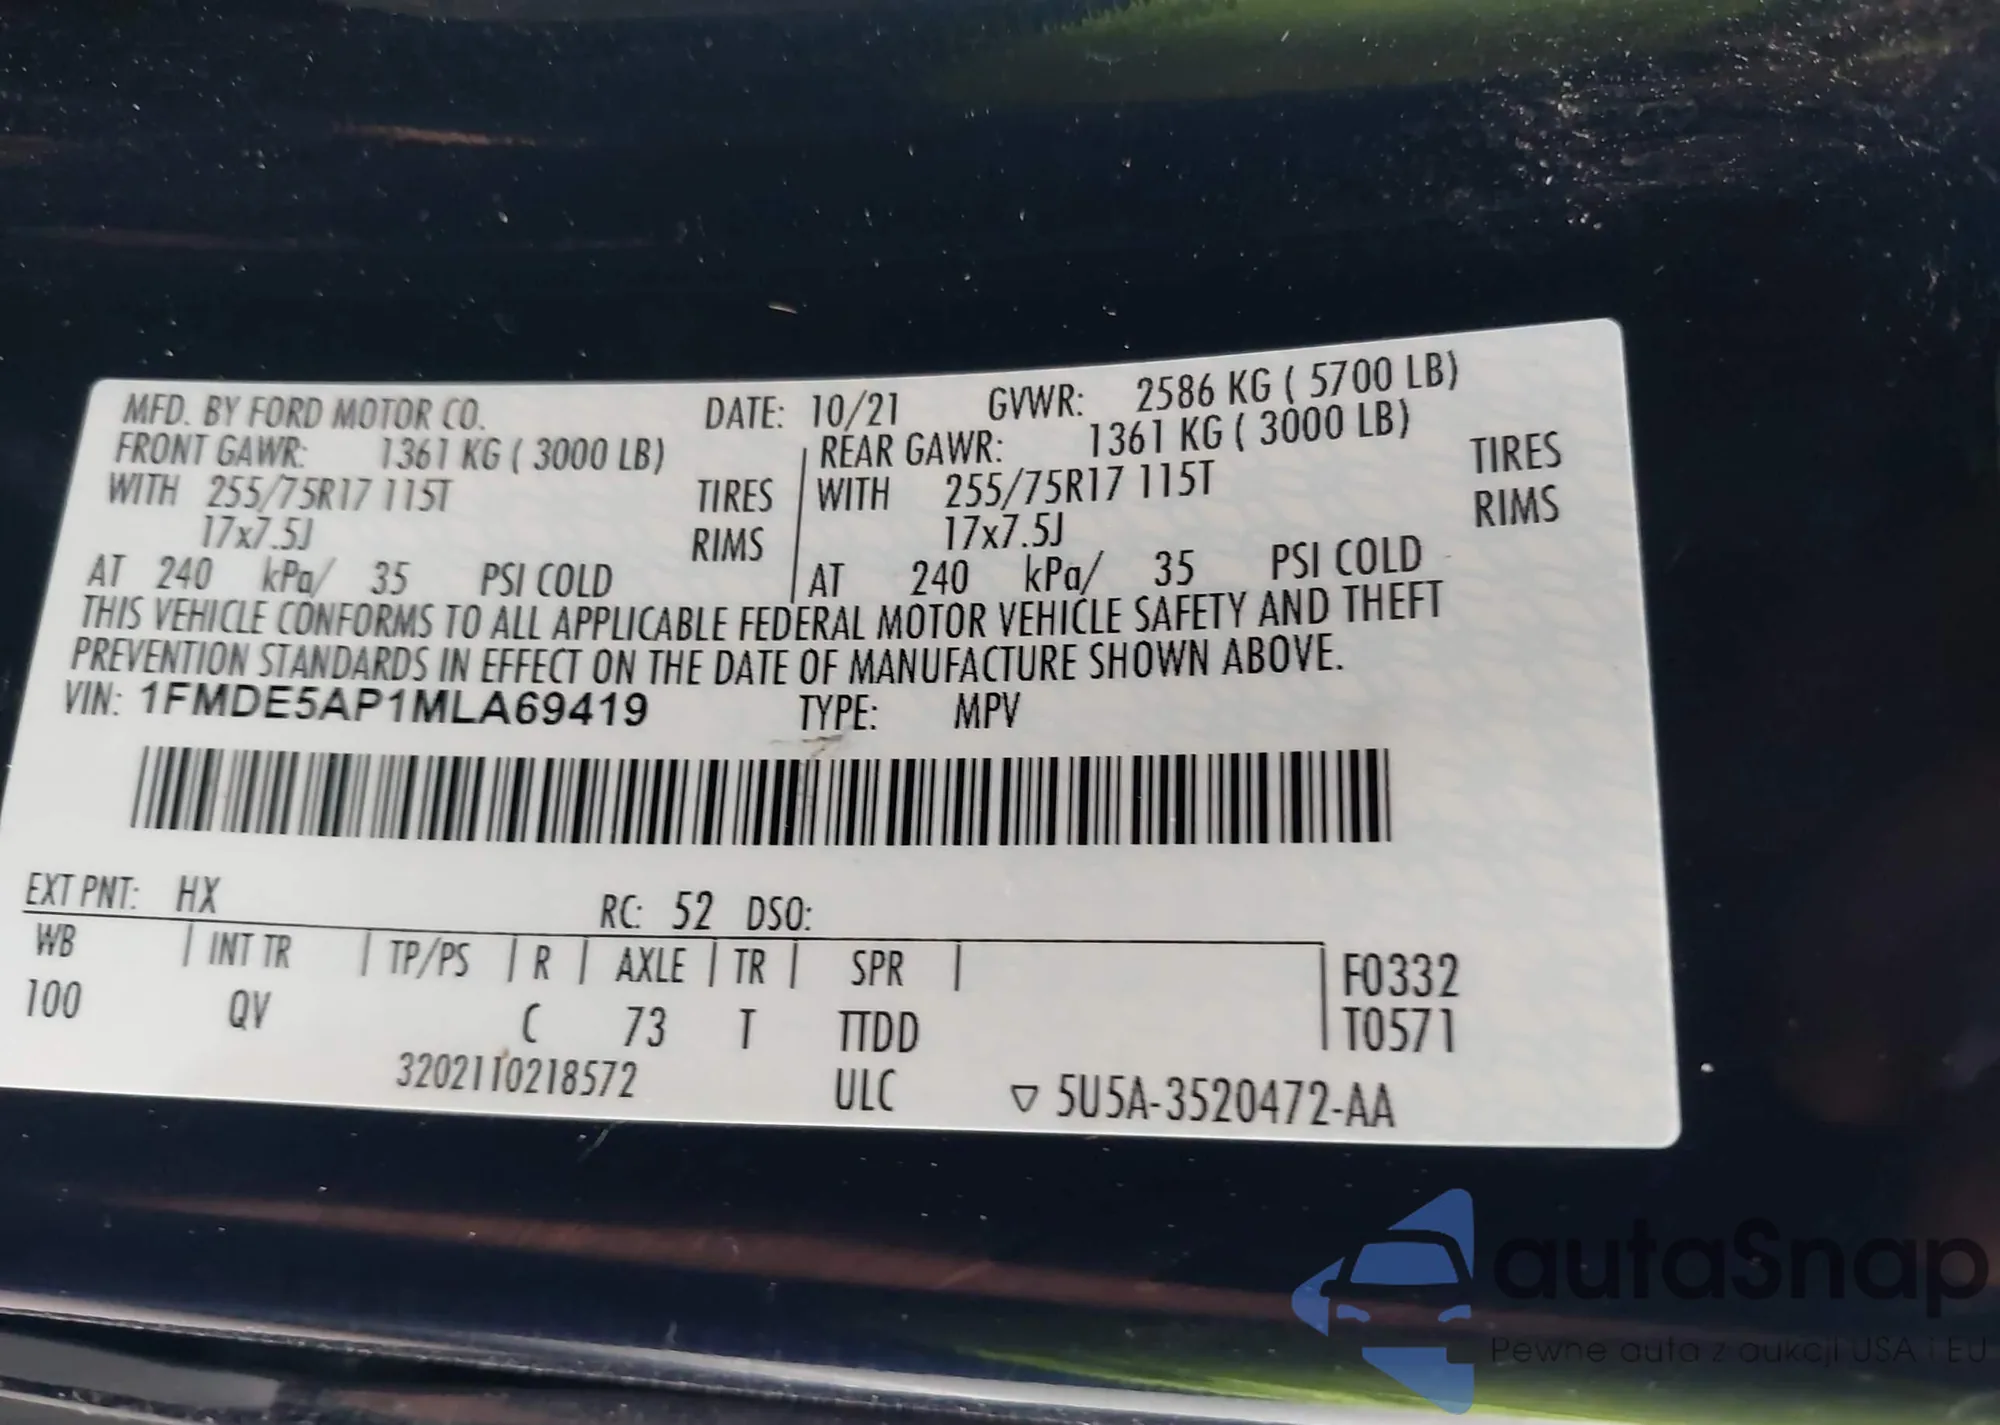 MFD. BY FORD MOTOR CO. DATE: 10/21 GVWR: 2586 KG ( 5700 LB)
FRONT GAWR: 1361 KG ( 3000 LB) REAR GAWR: 1361 KG ( 3000 LB)
WITH 255/75R17 115T TIRES WITH 255/75R17 115T TIRES
17x7.5J RIMS 17x7.5J RIMS
AT 240 kPa/ 35 PSI COLD AT 240 kPa/ 35 PSI COLD
THIS VEHICLE CONFORMS TO ALL APPLICABLE FEDERAL MOTOR VEHICLE SAFETY AND THEFT
PREVENTION STANDARDS IN EFFECT ON THE DATE OF MANUFACTURE SHOWN ABOVE.
VIN: 1FMDE5AP1MLA69419 TYPE: MPV
EXT PNT: HX RC: 52 DSO:
WB | INT TR | TP/PS | R | AXLE | TR | SPR | F0332
100 QV C 73 T TTDD T0571
3202110218572 ULC ▽ 5U5A-3520472-AA
autaSnap
Pewne auta z aukcji USA i EU